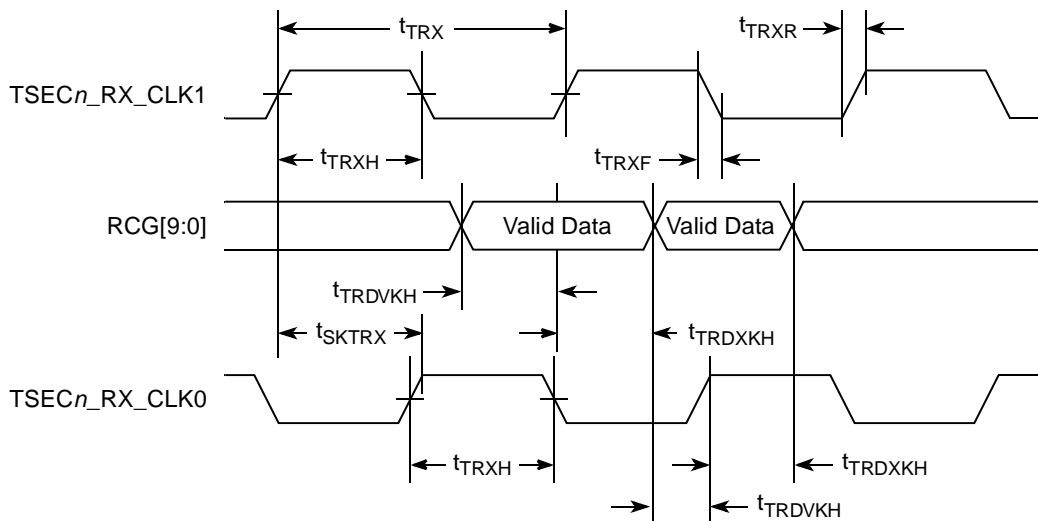 tTRX
tTRXR
TSECn_RX_CLK1
tTRXH
tTRXF
RCG[9:0]
Valid Data
Valid Data
tTRDVKH
tSKTRX
tTRDXKH
TSECn_RX_CLK0
tTRXH
tTRDXKH
tTRDVKH